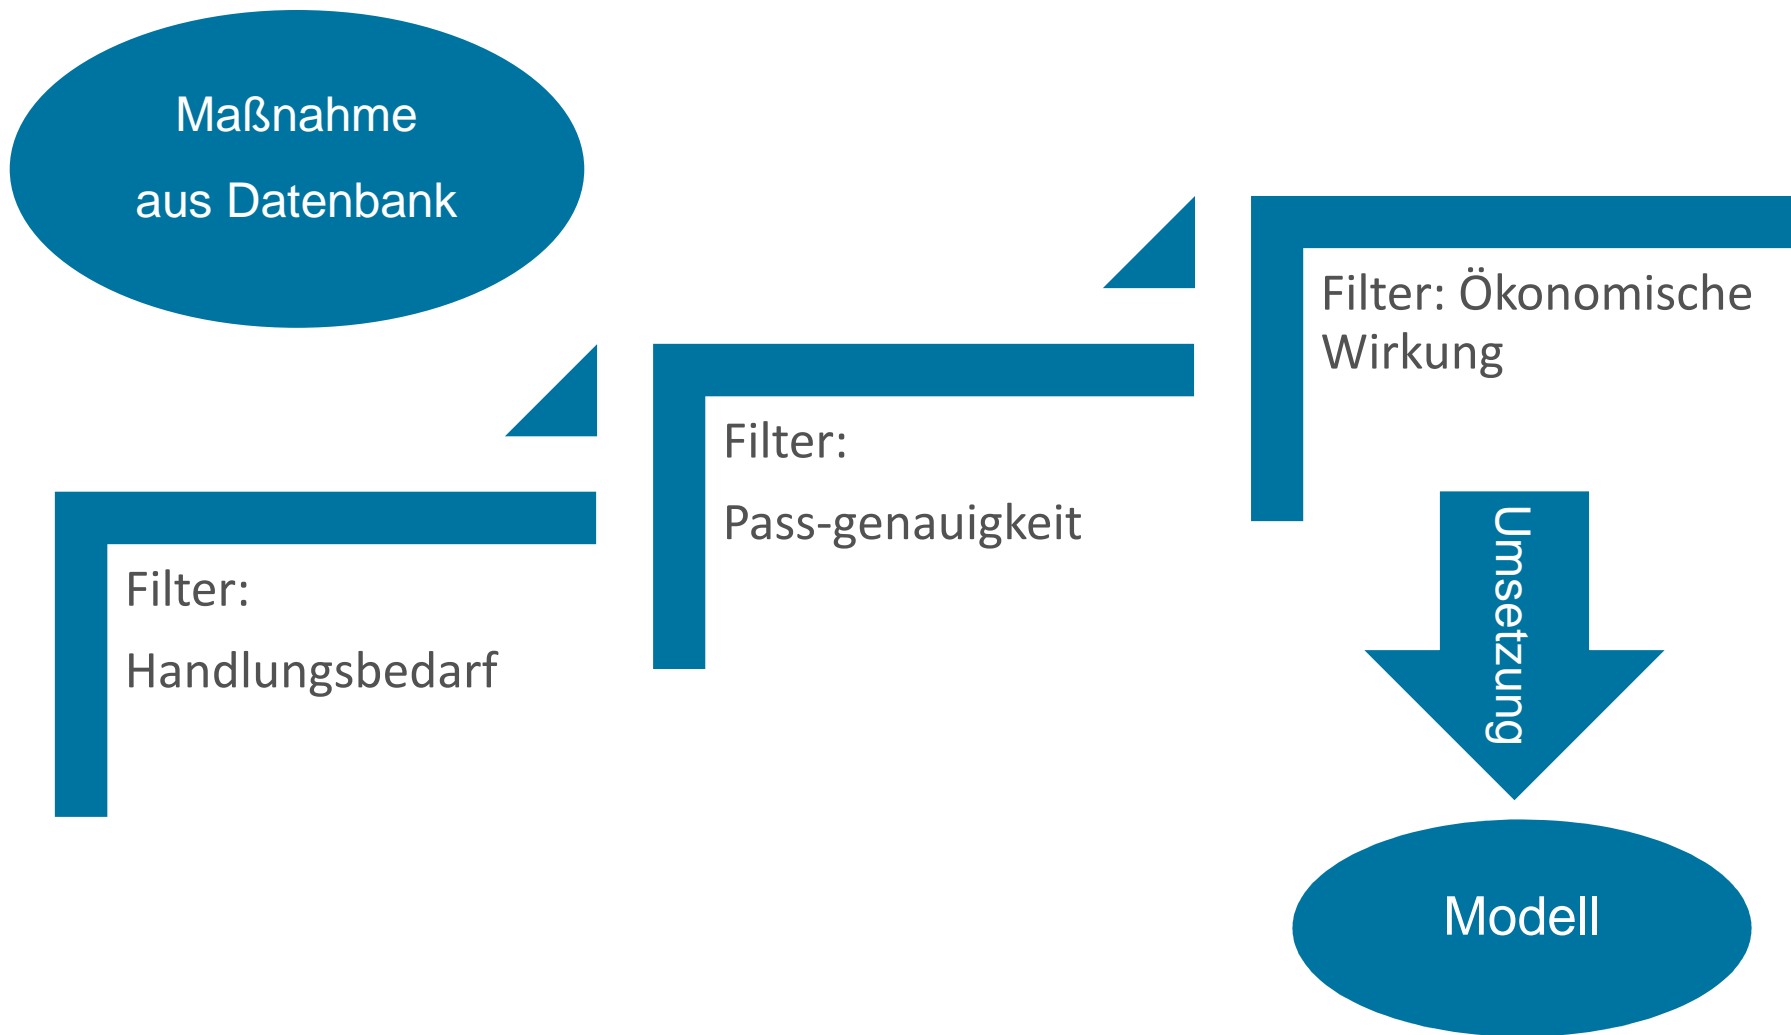 Maßnahme
aus Datenbank
Filter:
Handlungsbedarf
Filter:
Pass-genauigkeit
Filter: Ökonomische
Wirkung
Umsetzung
Modell